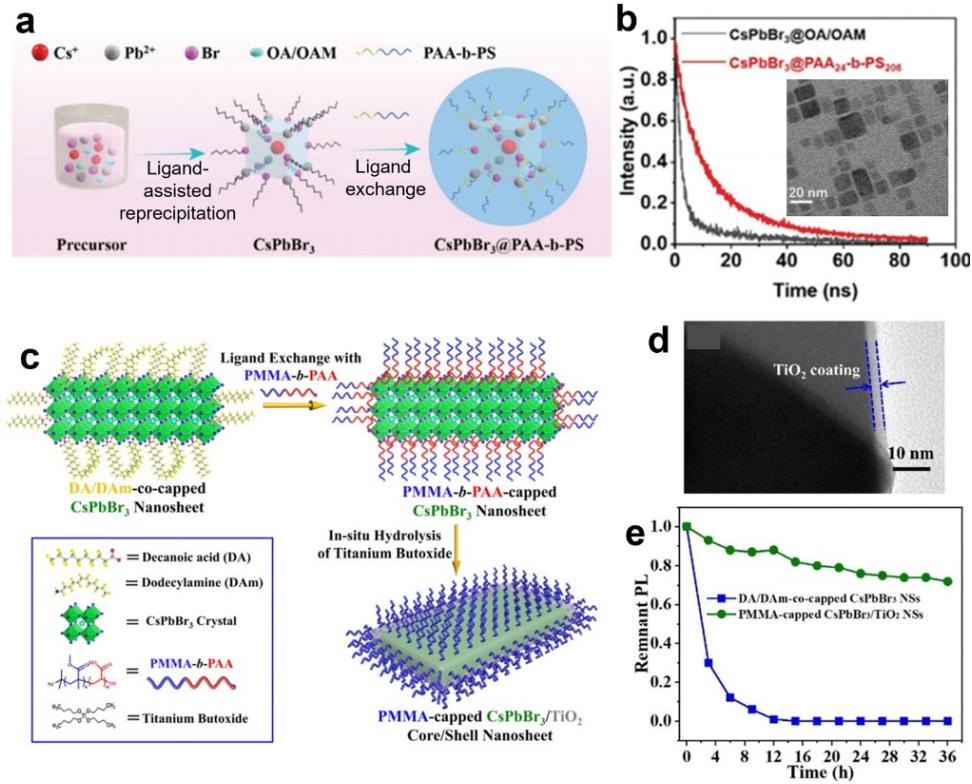 a
Cs⁺ Pb²⁺ Br OA/OAM PAA-b-PS
Ligand-
assisted
reprecipitation
Ligand
exchange
Precursor CsPbBr₃ CsPbBr₃@PAA-b-PS
b
Intensity (a.u.)
1.0
0.8
0.6
0.4
0.2
0.0
CsPbBr₃@OA/OAM
CsPbBr₃@PAA₂₄-b-PS₂₀₆
20 nm
0 20 40 60 80 100
Time (ns)
c
Ligand Exchange with
PMMA-b-PAA
DA/DAm-co-capped
CsPbBr₃ Nanosheet
PMMA-b-PAA-capped
CsPbBr₃ Nanosheet
In-situ Hydrolysis
of Titanium Butoxide
= Decanoic acid (DA)
= Dodecylamine (DAm)
= CsPbBr₃ Crystal
= PMMA-b-PAA
= Titanium Butoxide
PMMA-capped CsPbBr₃/TiO₂
Core/Shell Nanosheet
d
TiO₂ coating
10 nm
e
Remnant PL
1.0
0.8
0.6
0.4
0.2
0.0
DA/DAm-co-capped CsPbBr₃ NSs
PMMA-capped CsPbBr₃/TiO₂ NSs
0 6 12 18 24 30 36
Time (h)